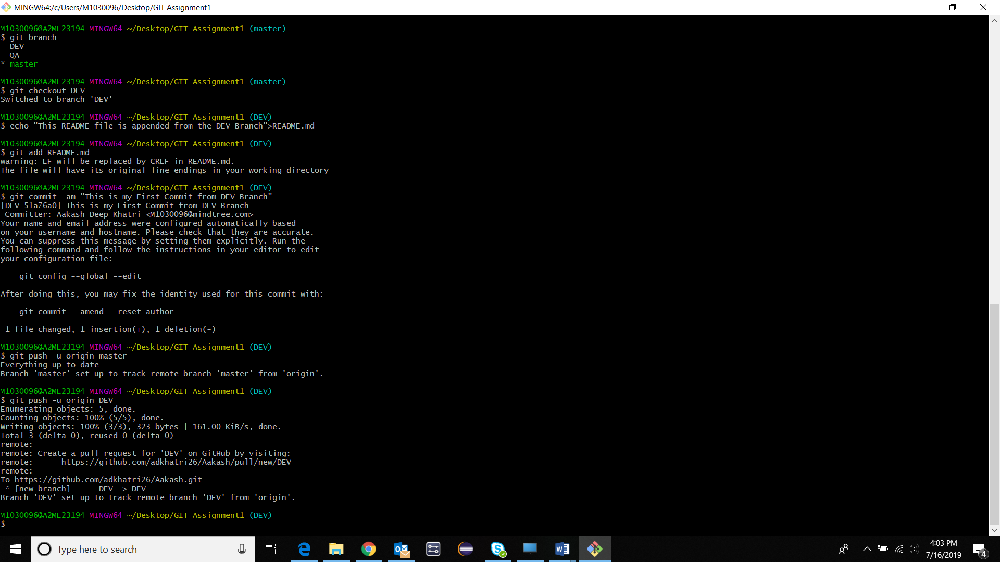 MINGW64:/c/Users/M1030096/Desktop/GIT Assignment1
M1030096@A2ML23194 MINGW64 ~/Desktop/GIT Assignment1 (master)
$ git branch
  DEV
  QA
* master
M1030096@A2ML23194 MINGW64 ~/Desktop/GIT Assignment1 (master)
$ git checkout DEV
Switched to branch 'DEV'
M1030096@A2ML23194 MINGW64 ~/Desktop/GIT Assignment1 (DEV)
$ echo "This README file is appended from the DEV Branch">README.md
M1030096@A2ML23194 MINGW64 ~/Desktop/GIT Assignment1 (DEV)
$ git add README.md
warning: LF will be replaced by CRLF in README.md.
The file will have its original line endings in your working directory
M1030096@A2ML23194 MINGW64 ~/Desktop/GIT Assignment1 (DEV)
$ git commit -am "This is my First Commit from DEV Branch"
[DEV 51a76a0] This is my First Commit from DEV Branch
 Committer: Aakash Deep Khatri <M1030096@mindtree.com>
Your name and email address were configured automatically based
on your username and hostname. Please check that they are accurate.
You can suppress this message by setting them explicitly. Run the
following command and follow the instructions in your editor to edit
your configuration file:
    git config --global --edit
After doing this, you may fix the identity used for this commit with:
    git commit --amend --reset-author
 1 file changed, 1 insertion(+), 1 deletion(-)
M1030096@A2ML23194 MINGW64 ~/Desktop/GIT Assignment1 (DEV)
$ git push -u origin master
Everything up-to-date
Branch 'master' set up to track remote branch 'master' from 'origin'.
M1030096@A2ML23194 MINGW64 ~/Desktop/GIT Assignment1 (DEV)
$ git push -u origin DEV
Enumerating objects: 5, done.
Counting objects: 100% (5/5), done.
Writing objects: 100% (3/3), 323 bytes | 161.00 KiB/s, done.
Total 3 (delta 0), reused 0 (delta 0)
remote:
remote: Create a pull request for 'DEV' on GitHub by visiting:
remote:      https://github.com/adkhatri26/Aakash/pull/new/DEV
remote:
To https://github.com/adkhatri26/Aakash.git
 * [new branch]      DEV -> DEV
Branch 'DEV' set up to track remote branch 'DEV' from 'origin'.
M1030096@A2ML23194 MINGW64 ~/Desktop/GIT Assignment1 (DEV)
$
Type here to search
4:03 PM
7/16/2019
4